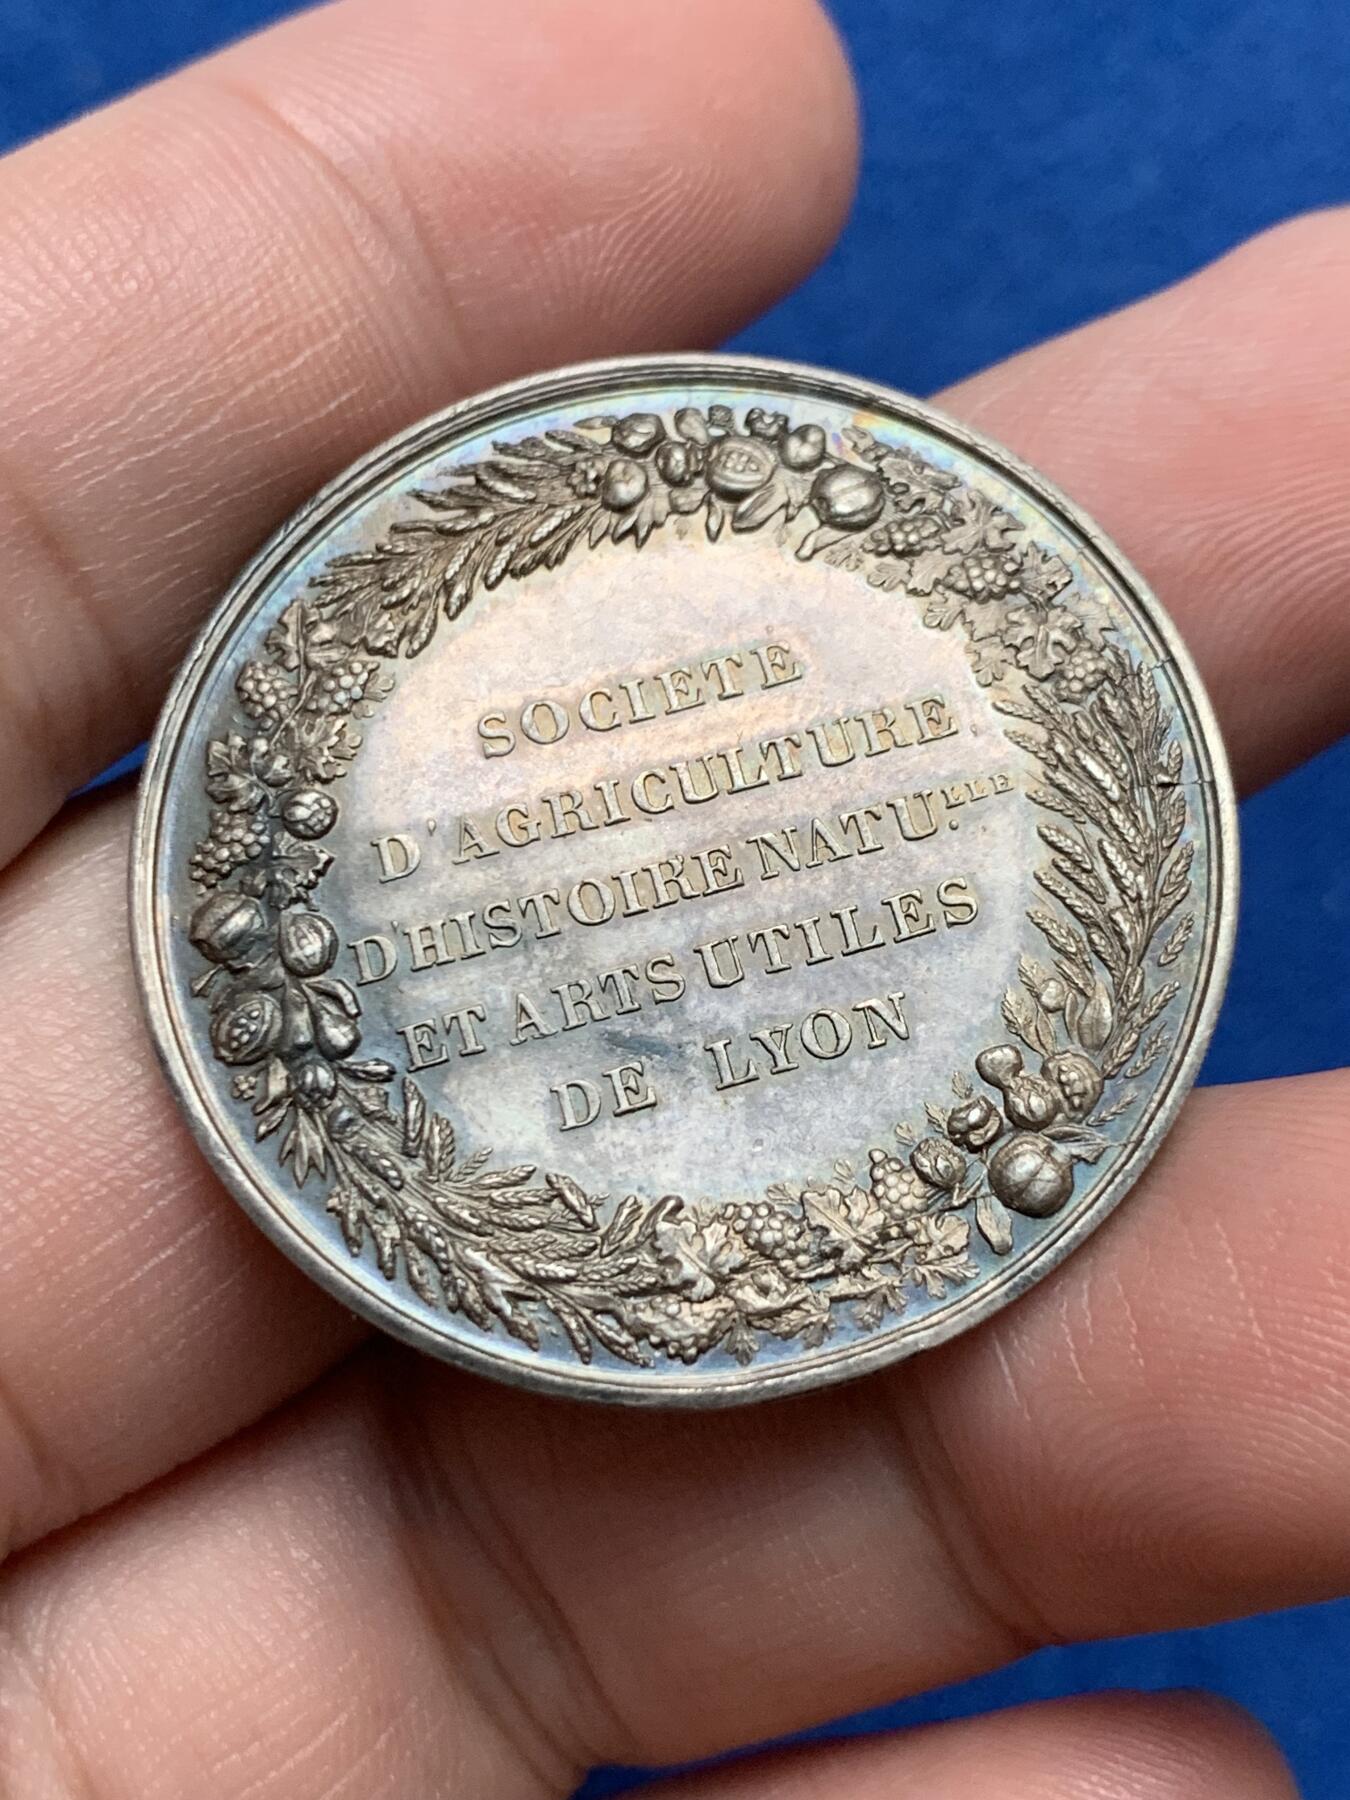 SOCIETE
D'AGRICULTURE.
D'HISTOIRE NATU.LLE
ET ARTS UTILES
DE LYON